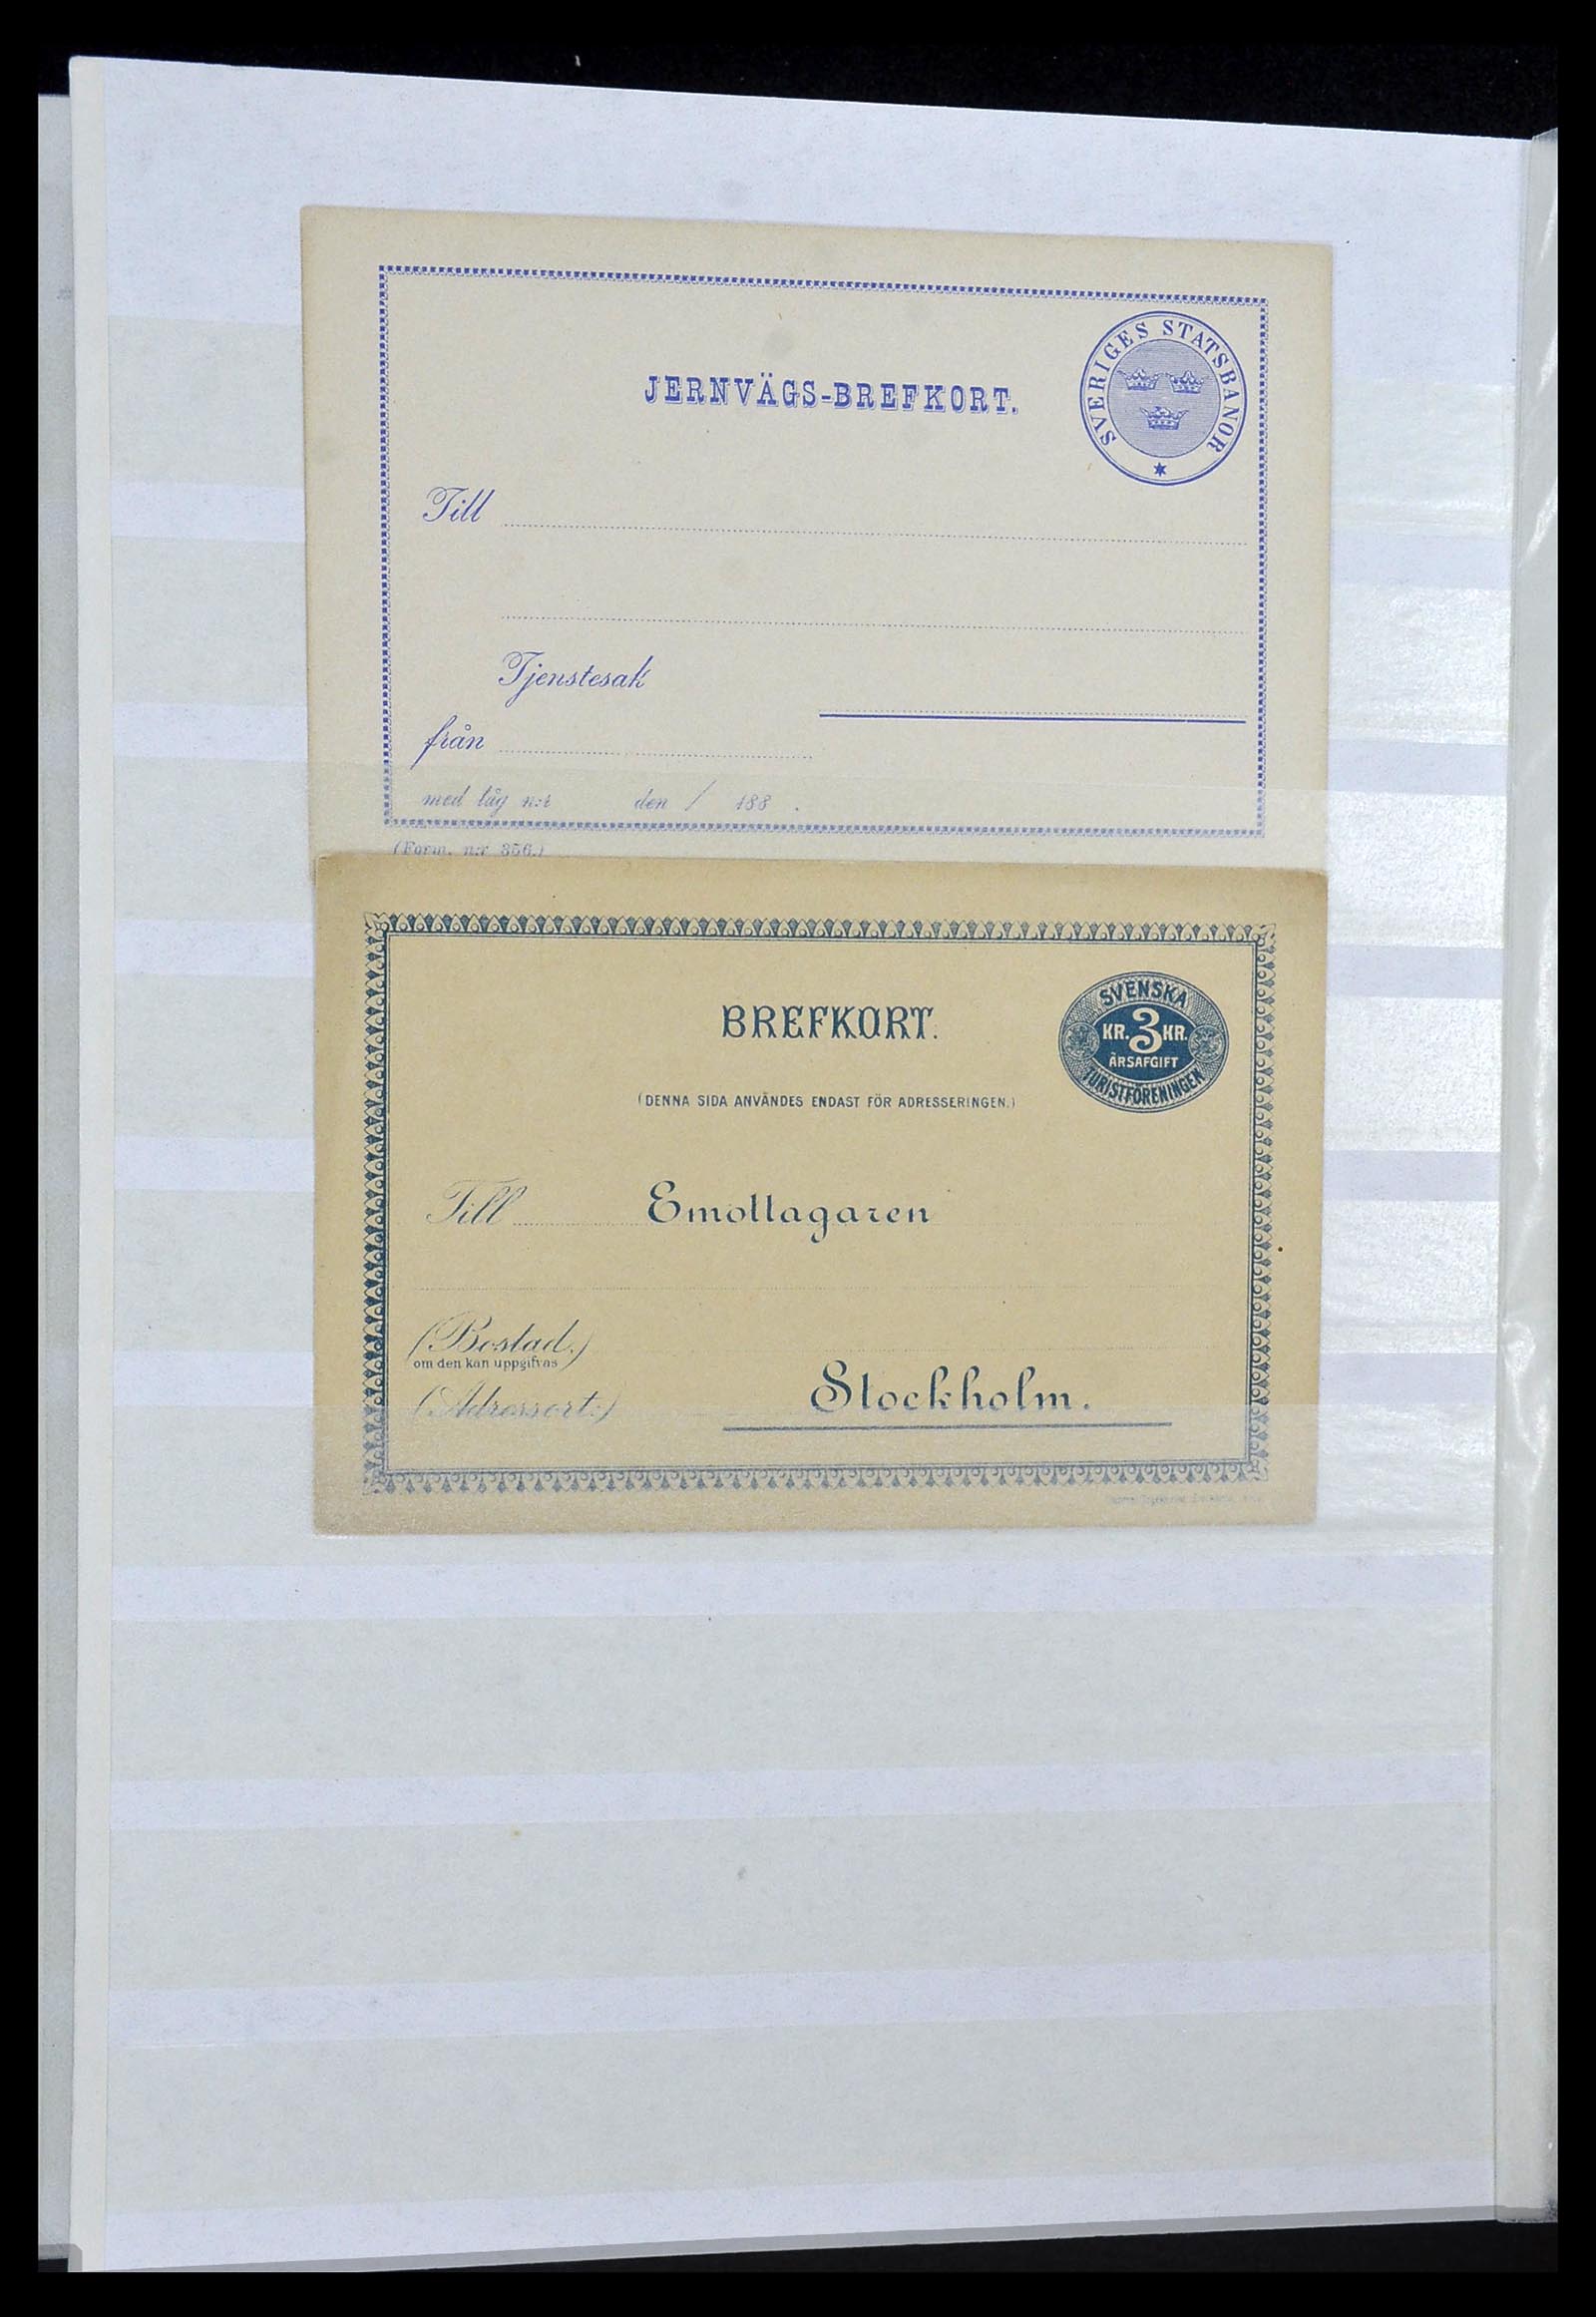 JERNVÄGS-BREFKORT.
SVERIGES STATSBANOR
Till
Tjenstesak
från
med tåg n:r den / 188 .
(Form. n:r 356.)
BREFKORT.
SVENSKA
KR. 3 KR.
ÅRSAFGIFT
TURISTFÖRENINGEN
(DENNA SIDA ANVÄNDES ENDAST FÖR ADRESSERINGEN.)
Till Emottagaren
(Bostad.)
om den kan uppgifvas
(Adressort:) Stockholm.